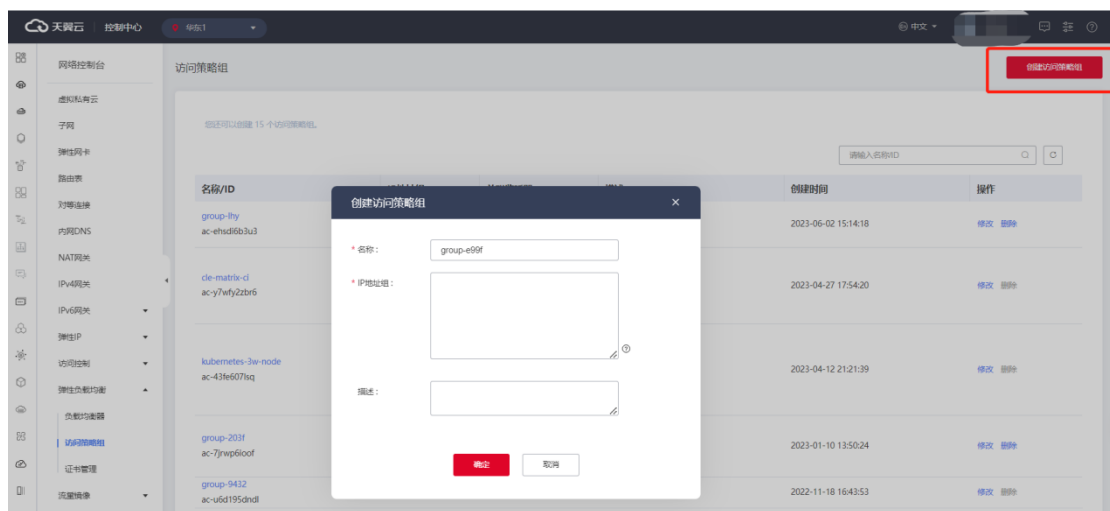 天翼云 控制中心 华东1 中文
网络控制台
访问策略组
创建访问策略组
虚拟私有云
您还可以创建 15 个访问策略组。
子网
弹性网卡
请输入名称/ID
路由表
名称/ID
创建时间
操作
对等连接
创建访问策略组
group-lhy
ac-ehsdi6b3u3
2023-06-02 15:14:18
修改 删除
内网DNS
NAT网关
* 名称：
group-e99f
IPv4网关
cle-matrix-ci
ac-y7wfy2zbr6
* IP地址组：
2023-04-27 17:54:20
修改 删除
IPv6网关
弹性IP
访问控制
kubernetes-3w-node
ac-43fe607lsq
2023-04-12 21:21:39
修改 删除
弹性负载均衡
描述：
负载均衡器
访问策略组
group-203f
ac-7jrwp6ioof
2023-01-10 13:50:24
修改 删除
证书管理
确定
取消
流量镜像
group-9432
ac-u6d195dndl
2022-11-18 16:43:53
修改 删除